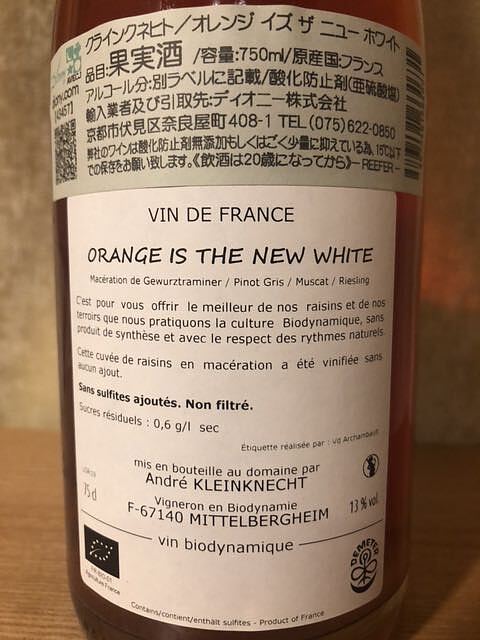 クラインクネヒト／オレンジ イズ ザ ニュー ホワイト
品目:果実酒 /容量:750ml/原産国:フランス
アルコール分:別ラベルに記載/酸化防止剤(亜硫酸塩)
輸入業者及び引取先:ディオニー株式会社
京都市伏見区奈良屋町408-1 TEL(075)622-0850
弊社のワインは酸化防止剤無添加もしくはごく少量に抑えている為、15℃以下
での保存をお願い致します。《飲酒は20歳になってから》－REEFER－
VIN DE FRANCE
ORANGE IS THE NEW WHITE
Macération de Gewurztraminer / Pinot Gris / Muscat / Riesling
C'est pour vous offrir le meilleur de nos raisins et de nos
terroirs que nous pratiquons la culture Biodynamique, sans
produit de synthèse et avec le respect des rythmes naturels.
Cette cuvée de raisins en macération a été vinifiée sans
aucun ajout.
Sans sulfites ajoutés. Non filtré.
Sucres résiduels : 0,6 g/l sec
Étiquette réalisée par : Vd Archambault
mis en bouteille au domaine par
André KLEINKNECHT
Vigneron en Biodynamie
F-67140 MITTELBERGHEIM
75 cl
13 % vol.
vin biodynamique
FR-BIO-01
Agriculture France
DEMETER
Contains/contient/enthält sulfites - Product of France